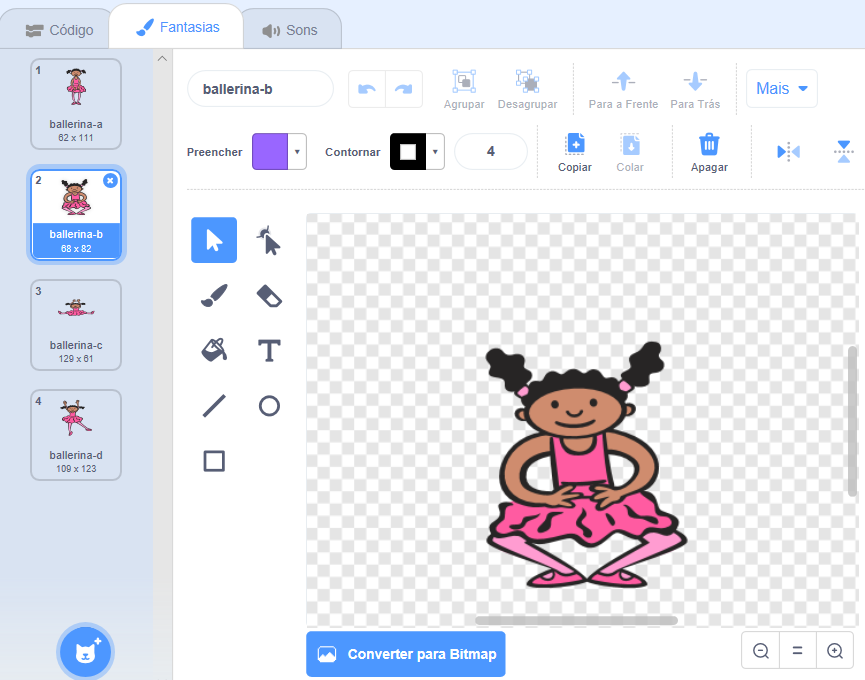 Código
Fantasias
Sons
1
ballerina-a
62 x 111
2
ballerina-b
68 x 82
3
ballerina-c
129 x 61
4
ballerina-d
109 x 123
ballerina-b
Agrupar
Desagrupar
Para a Frente
Para Trás
Mais
Preencher
Contornar
4
Copiar
Colar
Apagar
T
Converter para Bitmap